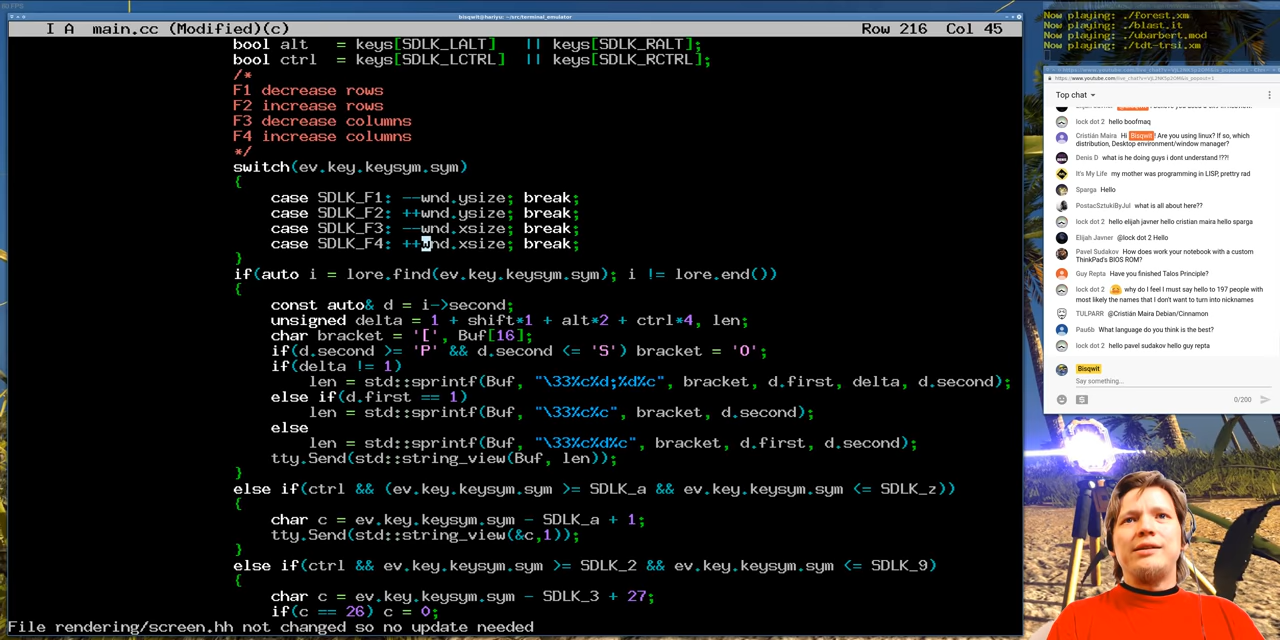 bisqwit@hariyu: ~/src/terminal_emulator
I A main.cc (Modified)(c) Row 216 Col 45
bool alt = keys[SDLK_LALT] || keys[SDLK_RALT];
bool ctrl = keys[SDLK_LCTRL] || keys[SDLK_RCTRL];
/*
F1 decrease rows
F2 increase rows
F3 decrease columns
F4 increase columns
*/
switch(ev.key.keysym.sym)
{
case SDLK_F1: --wnd.ysize; break;
case SDLK_F2: ++wnd.ysize; break;
case SDLK_F3: --wnd.xsize; break;
case SDLK_F4: ++wnd.xsize; break;
}
if(auto i = lore.find(ev.key.keysym.sym); i != lore.end())
{
const auto& d = i->second;
unsigned delta = 1 + shift*1 + alt*2 + ctrl*4, len;
char bracket = '[', Buf[16];
if(d.second >= 'P' && d.second <= 'S') bracket = 'O';
if(delta != 1)
len = std::sprintf(Buf, "\33%c%d;%d%c", bracket, d.first, delta, d.second);
else if(d.first == 1)
len = std::sprintf(Buf, "\33%c%c", bracket, d.second);
else
len = std::sprintf(Buf, "\33%c%d%c", bracket, d.first, d.second);
tty.Send(std::string_view(Buf, len));
}
else if(ctrl && (ev.key.keysym.sym >= SDLK_a && ev.key.keysym.sym <= SDLK_z))
{
char c = ev.key.keysym.sym - SDLK_a + 1;
tty.Send(std::string_view(&c,1));
}
else if(ctrl && ev.key.keysym.sym >= SDLK_2 && ev.key.keysym.sym <= SDLK_9)
{
char c = ev.key.keysym.sym - SDLK_3 + 27;
if(c == 26) c = 0;
File rendering/screen.hh not changed so no update needed
Now playing: ./forest.xm
Now playing: ./blast.it
Now playing: ./ubarbert.mod
Now playing: ./tdt-trsi.xm
Top chat
lock dot 2 hello boofmaq
Cristián Maira Hi Bisqwit! Are you using linux? If so, which
distribution, Desktop environment/window manager?
Denis D what is he doing guys i dont understand !??!
It's My Life my mother was programming in LISP, pretty rad
Sparga Hello
PostacSztukiByJul what is all about here??
lock dot 2 hello elijah javner hello cristian maira hello sparga
Elijah Javner @lock dot 2 Hello
Pavel Sudakov How does work your notebook with a custom
ThinkPad's BIOS ROM?
Guy Repta Have you finished Talos Principle?
lock dot 2 why do i feel I must say hello to 197 people with
most likely the names that I don't want to turn into nicknames
TULPARR @Cristián Maira Debian/Cinnamon
Pau6b What language do you think is the best?
lock dot 2 hello pavel sudakov hello guy repta
Bisqwit
Say something...
0/200